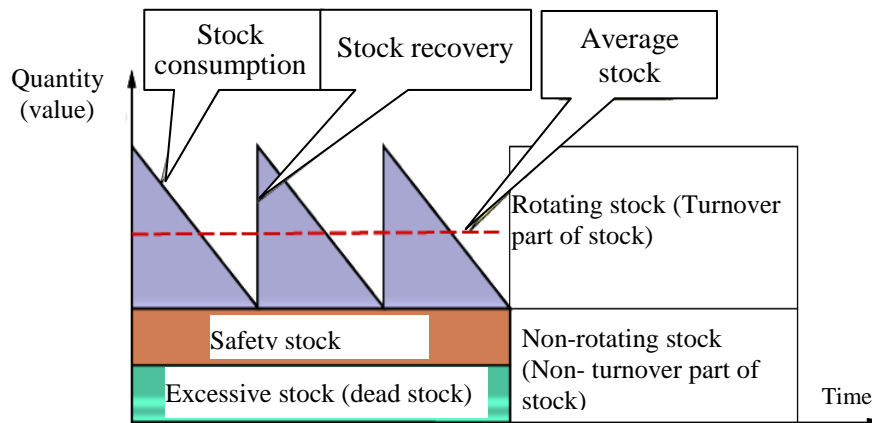 Stock
consumption
Stock recovery
Average
stock
Quantity
(value)
Rotating stock (Turnover
part of stock)
Safety stock
Non-rotating stock
(Non- turnover part of
stock)
Excessive stock (dead stock)
Time